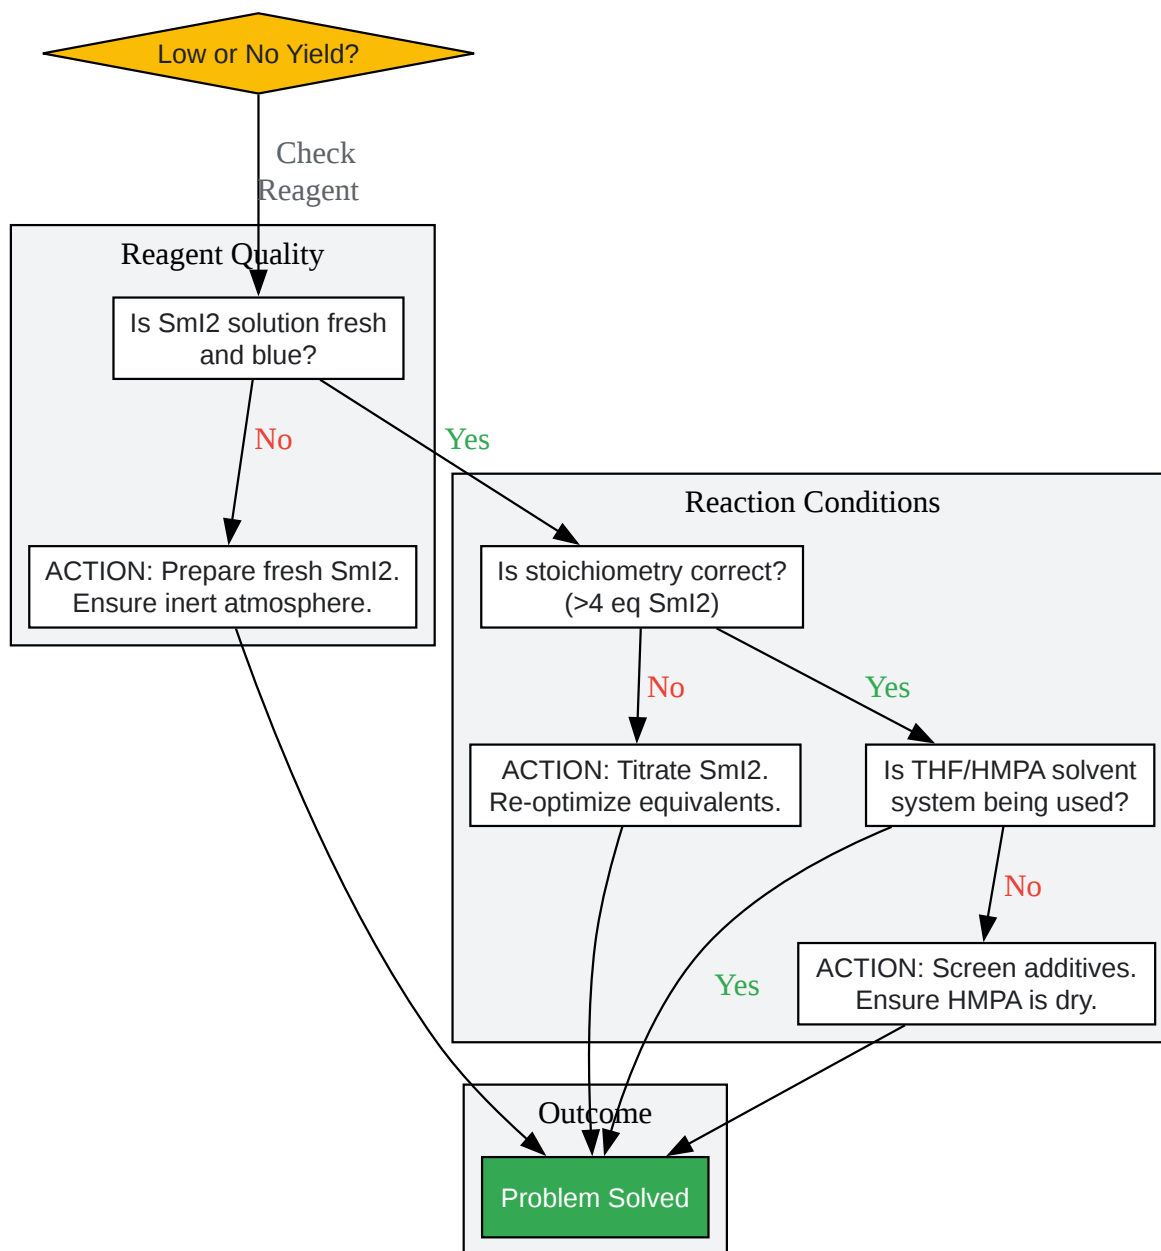 Low or No Yield?
Check
Reagent
Reagent Quality
Is SmI2 solution fresh
and blue?
No
Yes
Reaction Conditions
ACTION: Prepare fresh SmI2.
Ensure inert atmosphere.
Is stoichiometry correct?
(>4 eq SmI2)
No
Yes
ACTION: Titrate SmI2.
Re-optimize equivalents.
Is THF/HMPA solvent
system being used?
No
Yes
ACTION: Screen additives.
Ensure HMPA is dry.
Outcome
Problem Solved